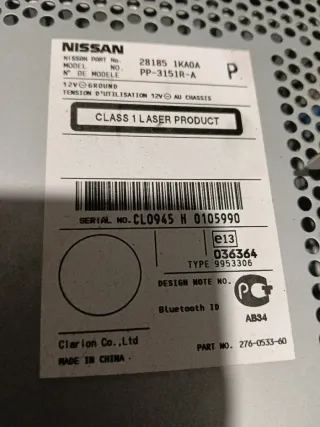 NISSAN
NISSAN PART No. 28185 1KA0A
MODEL NO.
N° DE MODELE PP-3151R-A
P
12V⊖GROUND
TENSION D'UTILISATION 12V⊖ AU CHASSIS
CLASS 1 LASER PRODUCT
SERIAL NO. CL0945 H 0105990
e13
036364
TYPE 9953306
DESIGN NOTE NO.
Bluetooth ID
AB34
Clarion Co.,Ltd
MADE IN CHINA
PART NO. 276-0533-60